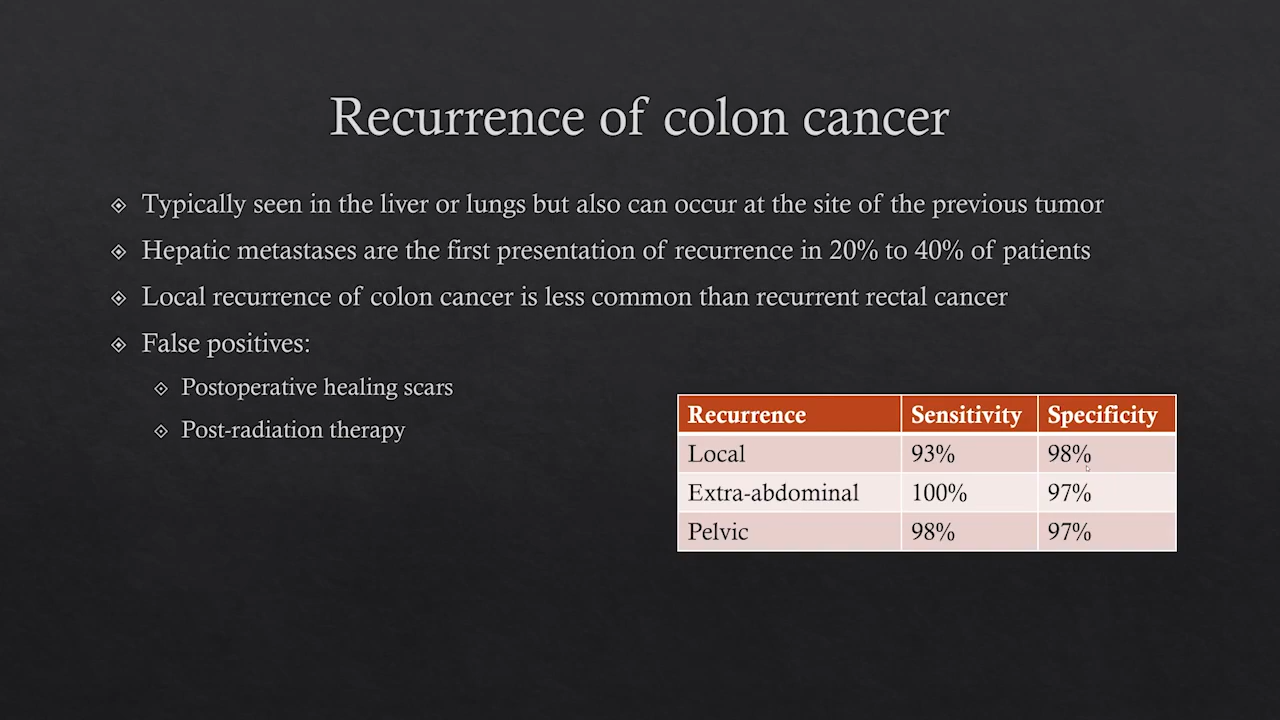 Recurrence of colon cancer
Typically seen in the liver or lungs but also can occur at the site of the previous tumor
Hepatic metastases are the first presentation of recurrence in 20% to 40% of patients
Local recurrence of colon cancer is less common than recurrent rectal cancer
False positives:
Postoperative healing scars
Post-radiation therapy
Recurrence Sensitivity Specificity
Local 93% 98%
Extra-abdominal 100% 97%
Pelvic 98% 97%